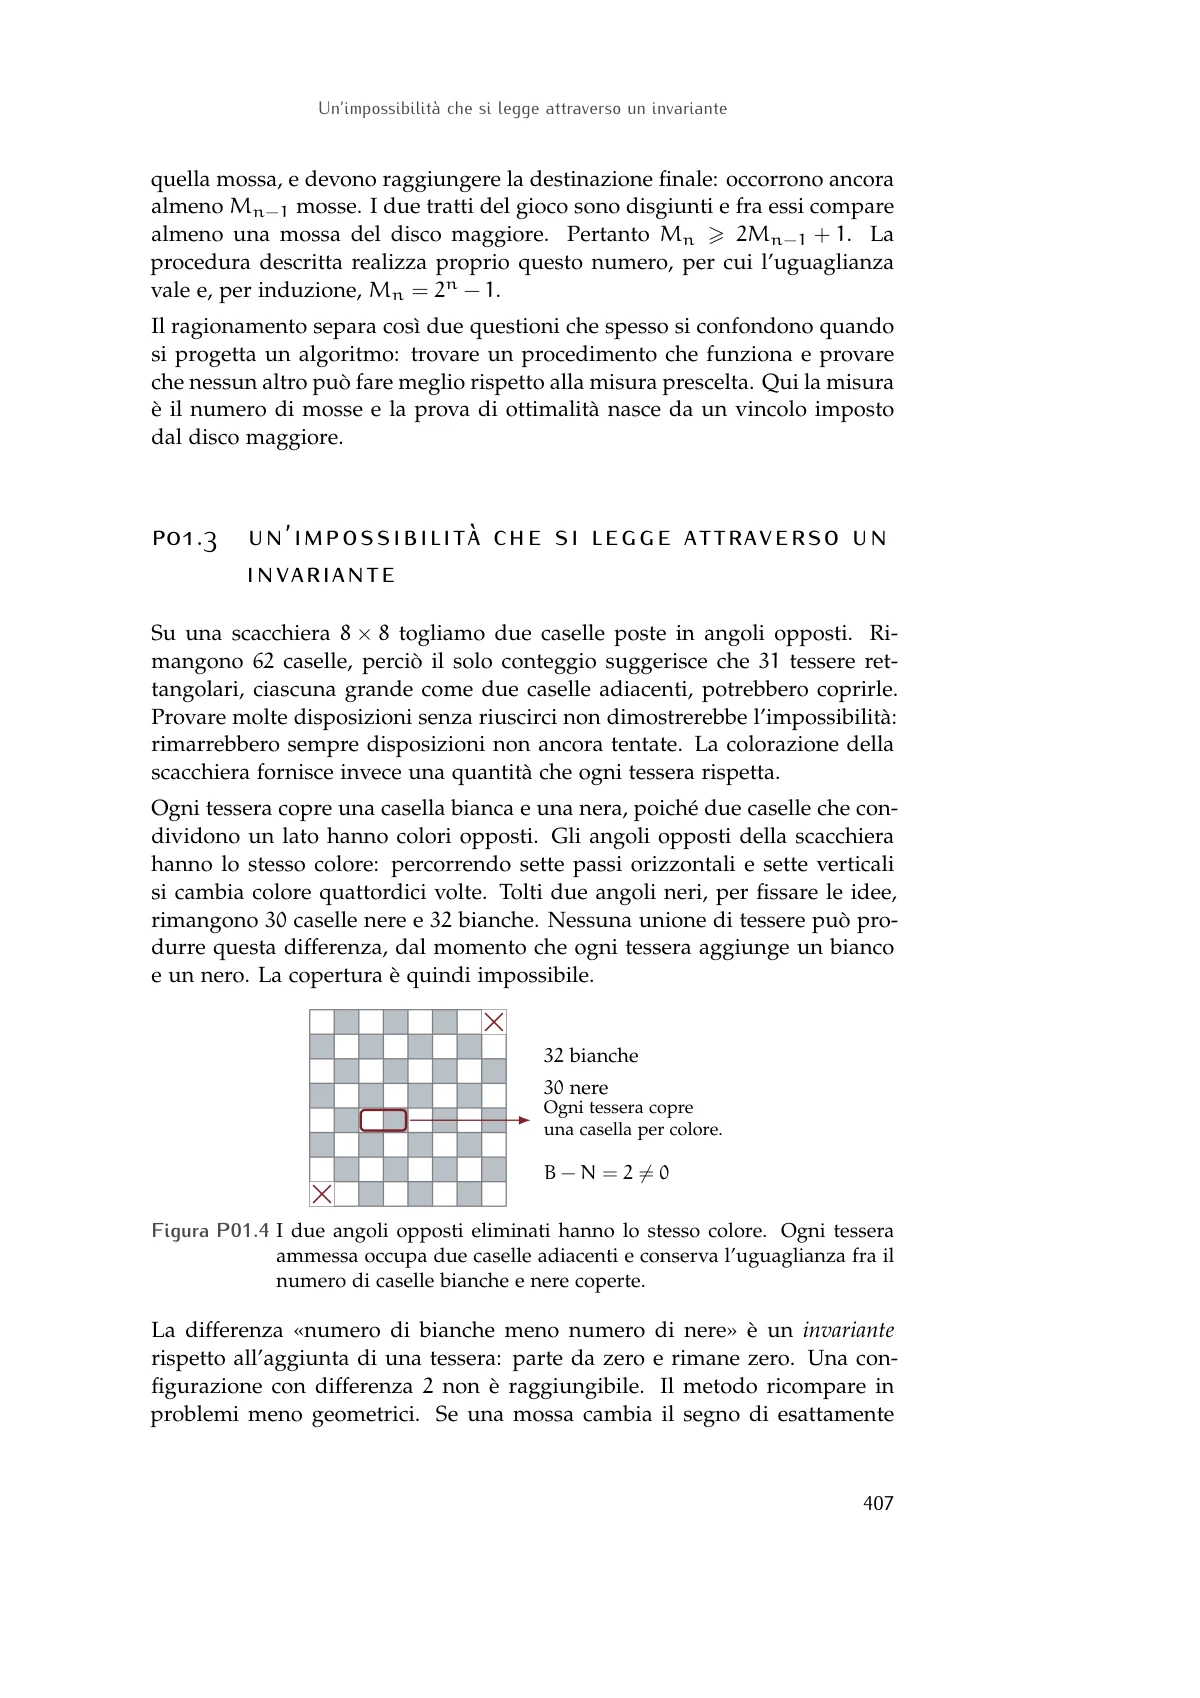 Un'impossibilità che si legge attraverso un invariante
quella mossa, e devono raggiungere la destinazione finale: occorrono ancora
almeno Mₙ₋₁ mosse. I due tratti del gioco sono disgiunti e fra essi compare
almeno una mossa del disco maggiore. Pertanto Mₙ ⩾ 2Mₙ₋₁ + 1. La
procedura descritta realizza proprio questo numero, per cui l'uguaglianza
vale e, per induzione, Mₙ = 2ⁿ − 1.
Il ragionamento separa così due questioni che spesso si confondono quando
si progetta un algoritmo: trovare un procedimento che funziona e provare
che nessun altro può fare meglio rispetto alla misura prescelta. Qui la misura
è il numero di mosse e la prova di ottimalità nasce da un vincolo imposto
dal disco maggiore.
P01.3 UN'IMPOSSIBILITÀ CHE SI LEGGE ATTRAVERSO UN
INVARIANTE
Su una scacchiera 8 × 8 togliamo due caselle poste in angoli opposti. Ri-
mangono 62 caselle, perciò il solo conteggio suggerisce che 31 tessere ret-
tangolari, ciascuna grande come due caselle adiacenti, potrebbero coprirle.
Provare molte disposizioni senza riuscirci non dimostrerebbe l'impossibilità:
rimarrebbero sempre disposizioni non ancora tentate. La colorazione della
scacchiera fornisce invece una quantità che ogni tessera rispetta.
Ogni tessera copre una casella bianca e una nera, poiché due caselle che con-
dividono un lato hanno colori opposti. Gli angoli opposti della scacchiera
hanno lo stesso colore: percorrendo sette passi orizzontali e sette verticali
si cambia colore quattordici volte. Tolti due angoli neri, per fissare le idee,
rimangono 30 caselle nere e 32 bianche. Nessuna unione di tessere può pro-
durre questa differenza, dal momento che ogni tessera aggiunge un bianco
e un nero. La copertura è quindi impossibile.
32 bianche
30 nere
Ogni tessera copre
una casella per colore.
B − N = 2 ≠ 0
Figura P01.4 I due angoli opposti eliminati hanno lo stesso colore. Ogni tessera
ammessa occupa due caselle adiacenti e conserva l'uguaglianza fra il
numero di caselle bianche e nere coperte.
La differenza «numero di bianche meno numero di nere» è un invariante
rispetto all'aggiunta di una tessera: parte da zero e rimane zero. Una con-
figurazione con differenza 2 non è raggiungibile. Il metodo ricompare in
problemi meno geometrici. Se una mossa cambia il segno di esattamente
407